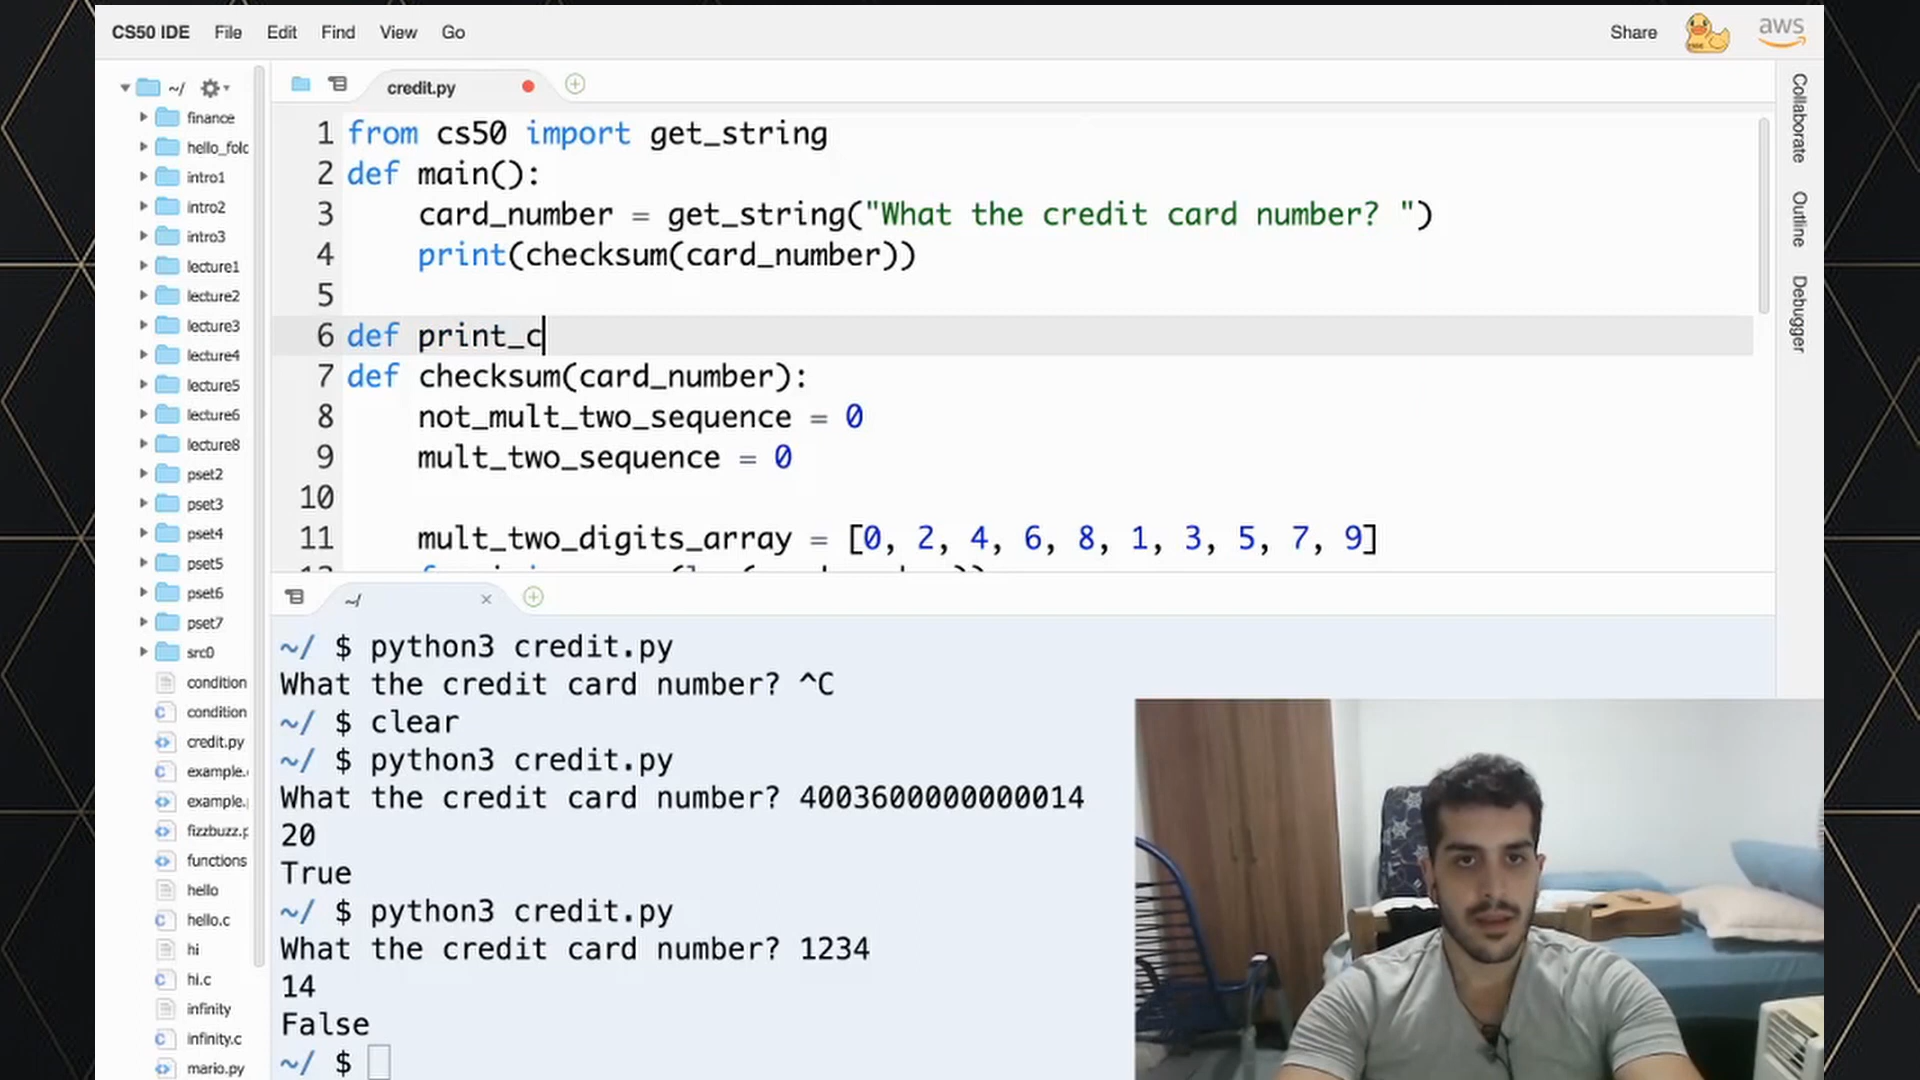 CS50 IDE File Edit Find View Go Share aws
~/
credit.py
finance
hello_fold
intro1
intro2
intro3
lecture1
lecture2
lecture3
lecture4
lecture5
lecture6
lecture8
pset2
pset3
pset4
pset5
pset6
pset7
src0
condition
condition
credit.py
example.
example.
fizzbuzz.p
functions
hello
hello.c
hi
hi.c
infinity
infinity.c
mario.py
1 from cs50 import get_string
2 def main():
3 card_number = get_string("What the credit card number? ")
4 print(checksum(card_number))
5
6 def print_c
7 def checksum(card_number):
8 not_mult_two_sequence = 0
9 mult_two_sequence = 0
10
11 mult_two_digits_array = [0, 2, 4, 6, 8, 1, 3, 5, 7, 9]
~/
~/ $ python3 credit.py
What the credit card number? ^C
~/ $ clear
~/ $ python3 credit.py
What the credit card number? 4003600000000014
20
True
~/ $ python3 credit.py
What the credit card number? 1234
14
False
~/ $
Collaborate
Outline
Debugger